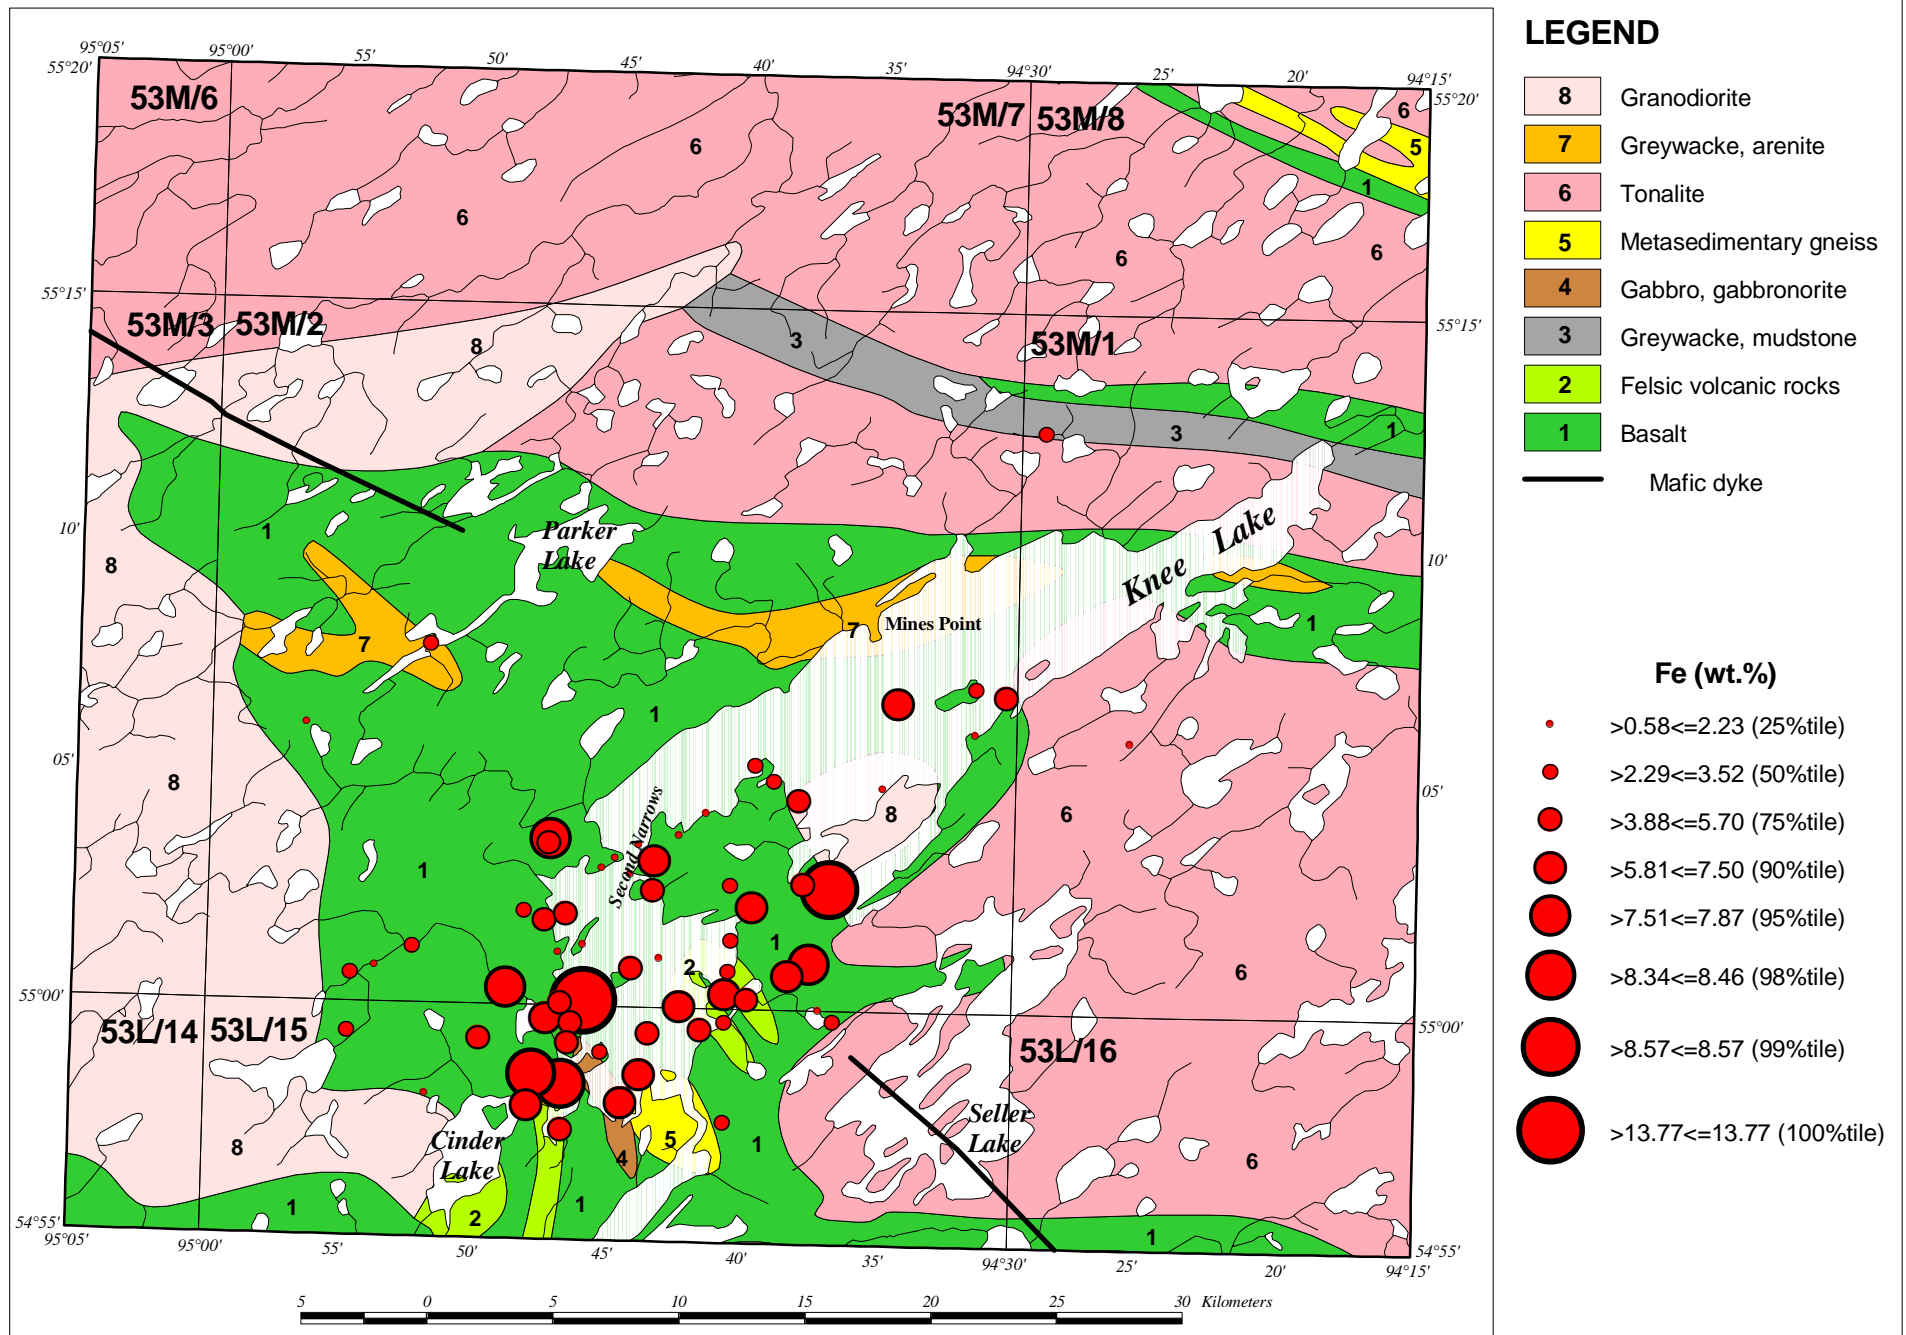 LEGEND
8 Granodiorite
7 Greywacke, arenite
6 Tonalite
5 Metasedimentary gneiss
4 Gabbro, gabbronorite
3 Greywacke, mudstone
2 Felsic volcanic rocks
1 Basalt
Mafic dyke
Fe (wt.%)
>0.58<=2.23 (25%tile)
>2.29<=3.52 (50%tile)
>3.88<=5.70 (75%tile)
>5.81<=7.50 (90%tile)
>7.51<=7.87 (95%tile)
>8.34<=8.46 (98%tile)
>8.57<=8.57 (99%tile)
>13.77<=13.77 (100%tile)
95°05' 95°00' 55' 50' 45' 40' 35' 94°30' 25' 20' 94°15'
55°20' 55°20'
53M/6 53M/7 53M/8
6 6 5
6 1
6 6 6
55°15' 55°15'
53M/3 53M/2 53M/1
8 3
3 1
1 Parker
Lake
Knee Lake
10' 10'
8
7 7 Mines Point 1
1
05' 05'
8 8 6
Second Narrows
1
1
2 6
55°00' 55°00'
53L/14 53L/15 53L/16
Cinder
Lake
Seller
Lake
8 5 1
4 6
1 2 1 1
54°55' 54°55'
95°05' 95°00' 55' 50' 45' 40' 35' 94°30' 25' 20' 94°15'
5 0 5 10 15 20 25 30 Kilometers